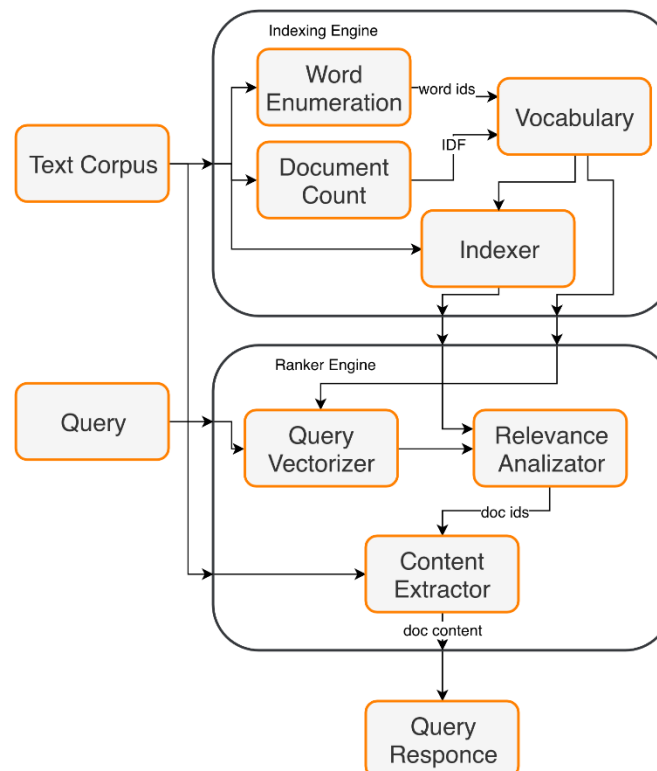 Indexing Engine
Word
Enumeration
word ids
Vocabulary
Text Corpus
Document
Count
IDF
Indexer
Ranker Engine
Query
Query
Vectorizer
Relevance
Analizator
doc ids
Content
Extractor
doc content
Query
Responce